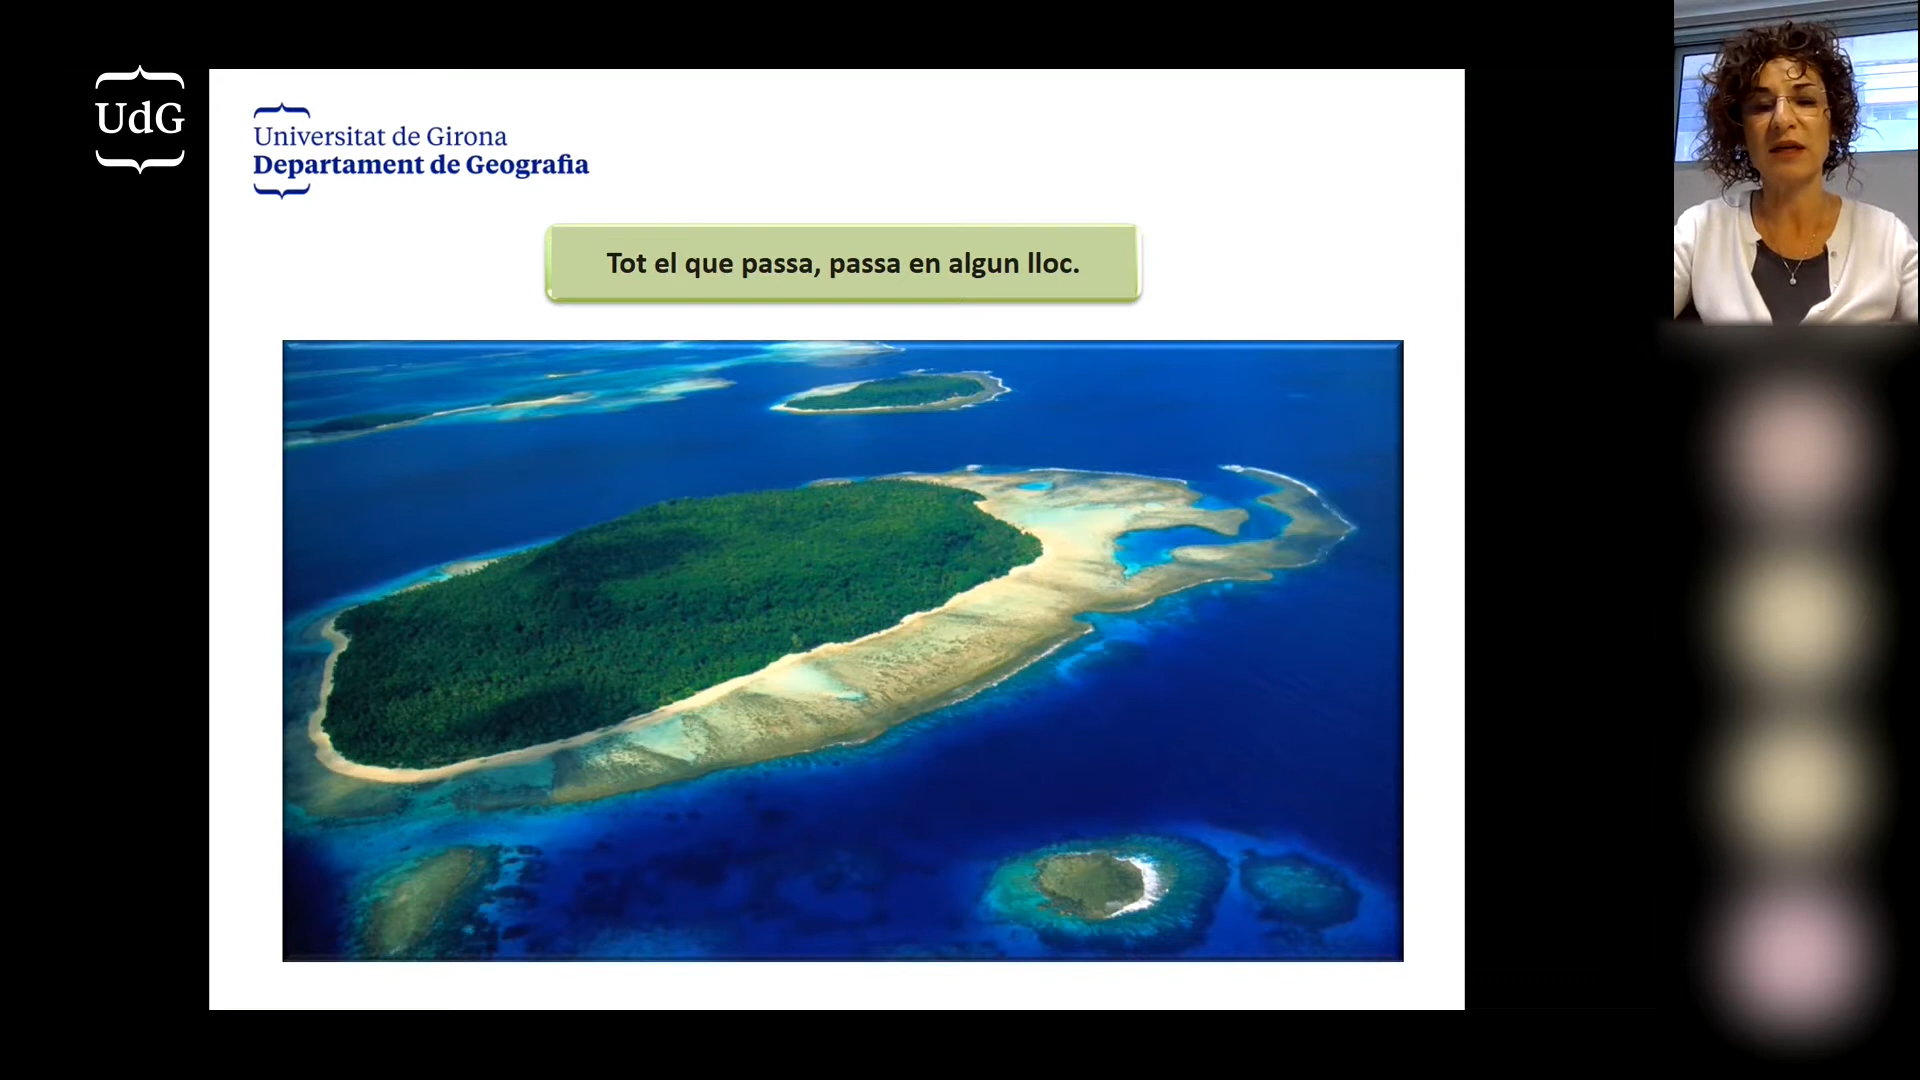 UdG
Universitat de Girona
Departament de Geografia
Tot el que passa, passa en algun lloc.